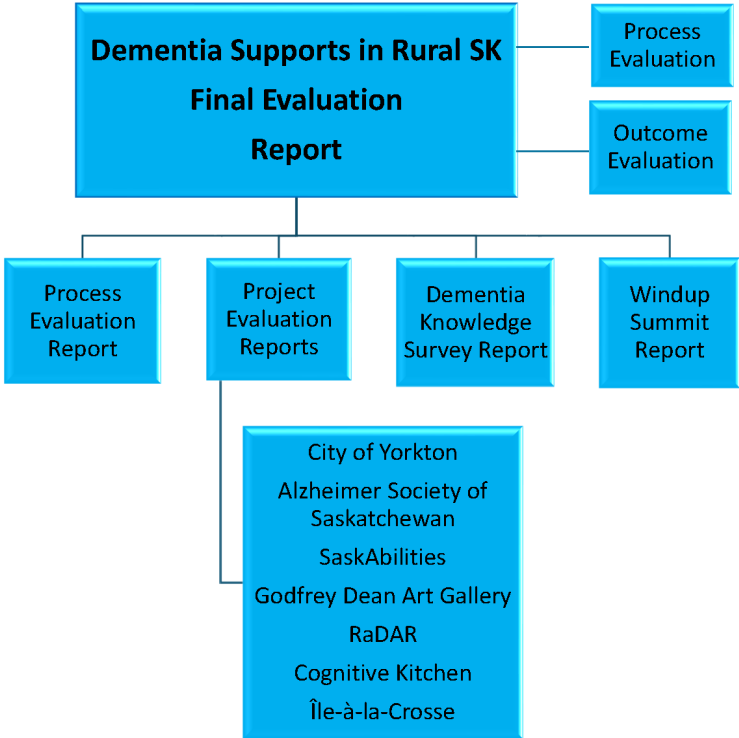 Dementia Supports in Rural SK
Final Evaluation
Report
Process
Evaluation
Outcome
Evaluation
Process
Evaluation
Report
Project
Evaluation
Reports
Dementia
Knowledge
Survey Report
Windup
Summit
Report
City of Yorkton
Alzheimer Society of
Saskatchewan
SaskAbilities
Godfrey Dean Art Gallery
RaDAR
Cognitive Kitchen
Île-à-la-Crosse